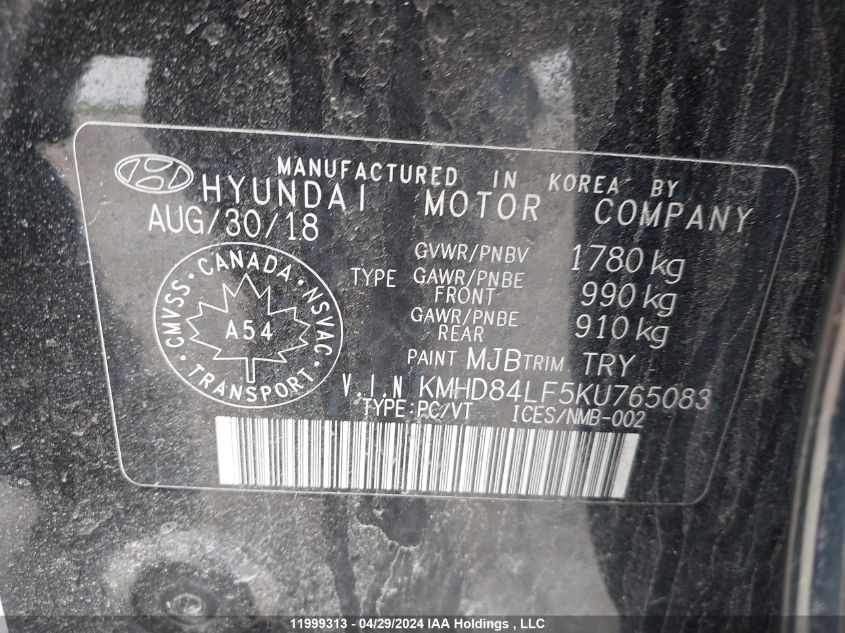 MANUFACTURED IN KOREA BY
HYUNDAI MOTOR COMPANY
AUG/30/18
GVWR/PNBV 1780 kg
TYPE GAWR/PNBE FRONT 990 kg
GAWR/PNBE REAR 910 kg
CMVSS · CANADA · NSVAC · TRANSPORT ·
A54
PAINT MJB TRIM TRY
V.I.N KMHD84LF5KU765083
TYPE:PC/VT ICES/NMB-002
11999313 - 04/29/2024 IAA Holdings , LLC